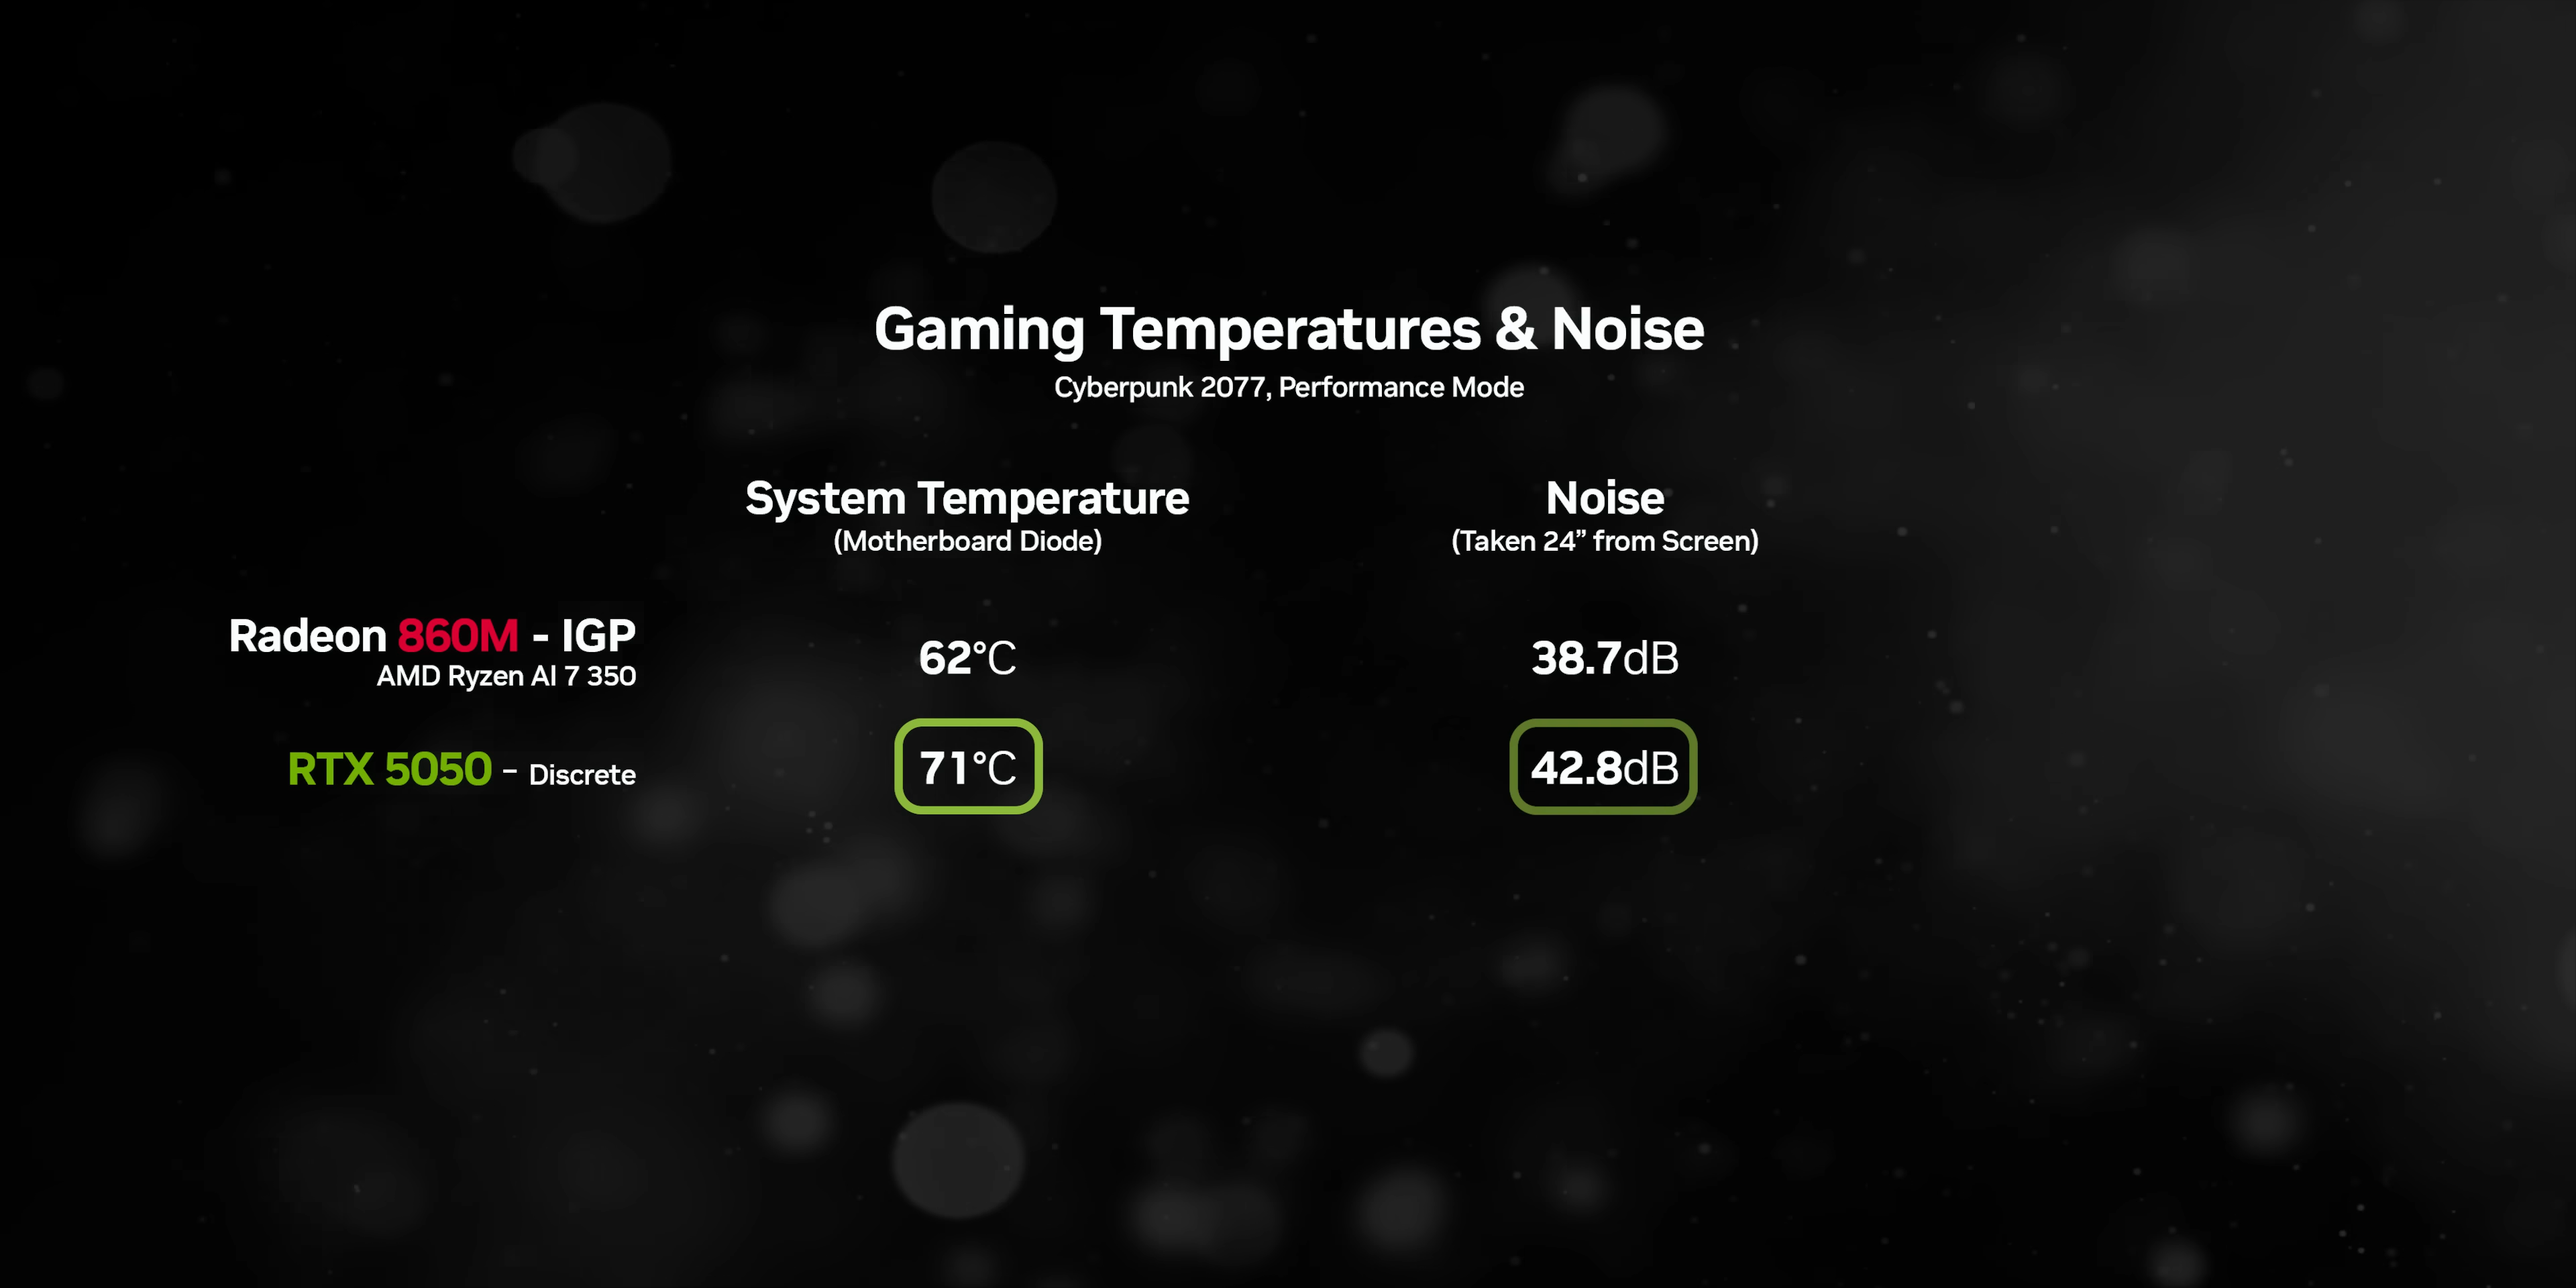 Gaming Temperatures & Noise
Cyberpunk 2077, Performance Mode
System Temperature
(Motherboard Diode)
Noise
(Taken 24” from Screen)
Radeon 860M - IGP
AMD Ryzen AI 7 350
62°C
38.7dB
RTX 5050 - Discrete
71°C
42.8dB